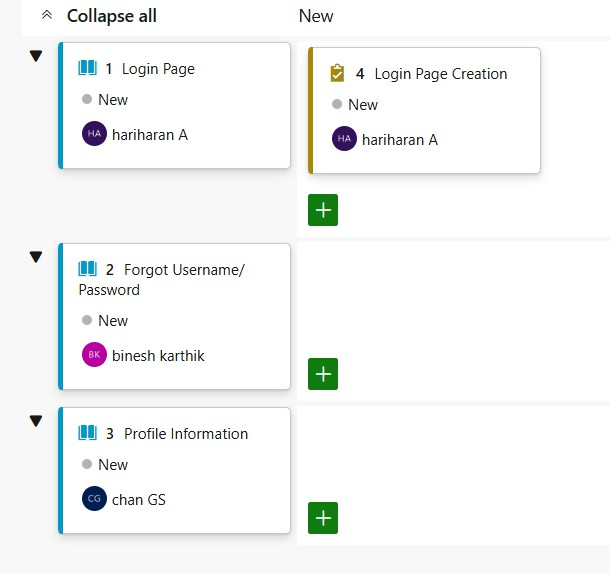 Collapse all
New
1 Login Page
New
HA hariharan A
4 Login Page Creation
New
HA hariharan A
2 Forgot Username/
Password
New
BK binesh karthik
3 Profile Information
New
CG chan GS